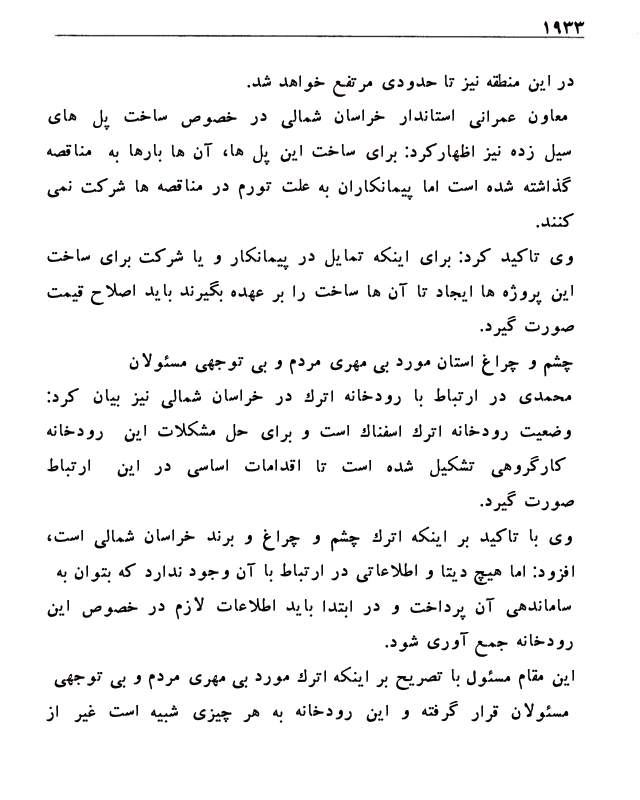 ۱۹۳۳
در این منطقه نیز تا حدودی مرتفع خواهد شد.
معاون عمرانی استاندار خراسان شمالی در خصوص ساخت پل های
سیل زده نیز اظهارکرد: برای ساخت این پل ها، آن ها بارها به مناقصه
گذاشته شده است اما پیمانکاران به علت تورم در مناقصه ها شرکت نمی
کنند.
وی تاکید کرد: برای اینکه تمایل در پیمانکار و یا شرکت برای ساخت
این پروژه ها ایجاد تا آن ها ساخت را بر عهده بگیرند باید اصلاح قیمت
صورت گیرد.
چشم و چراغ استان مورد بی مهری مردم و بی توجهی مسئولان
محمدی در ارتباط با رودخانه اترك در خراسان شمالی نیز بیان کرد:
وضعیت رودخانه اترك اسفناك است و برای حل مشکلات این رودخانه
کارگروهی تشکیل شده است تا اقدامات اساسی در این ارتباط
صورت گیرد.
وی با تاکید بر اینکه اترك چشم و چراغ و برند خراسان شمالی است،
افزود: اما هیچ دیتا و اطلاعاتی در ارتباط با آن وجود ندارد که بتوان به
ساماندهی آن پرداخت و در ابتدا باید اطلاعات لازم در خصوص این
رودخانه جمع آوری شود.
این مقام مسئول با تصریح بر اینکه اترك مورد بی مهری مردم و بی توجهی
مسئولان قرار گرفته و این رودخانه به هر چیزی شبیه است غیر از